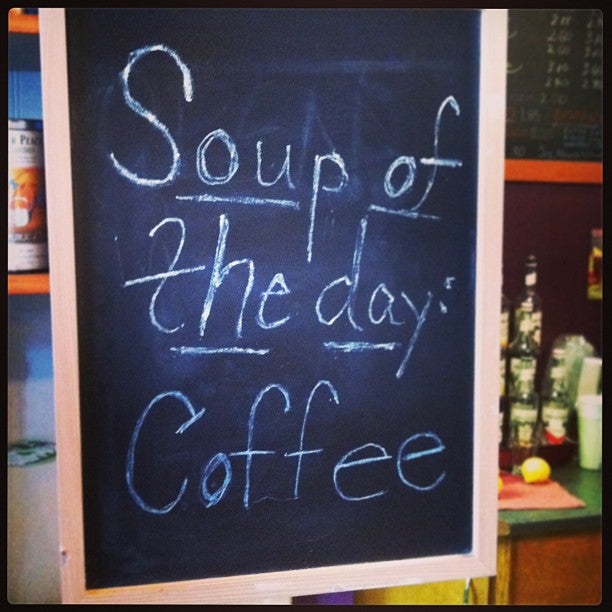 Soup of
the day:
Coffee